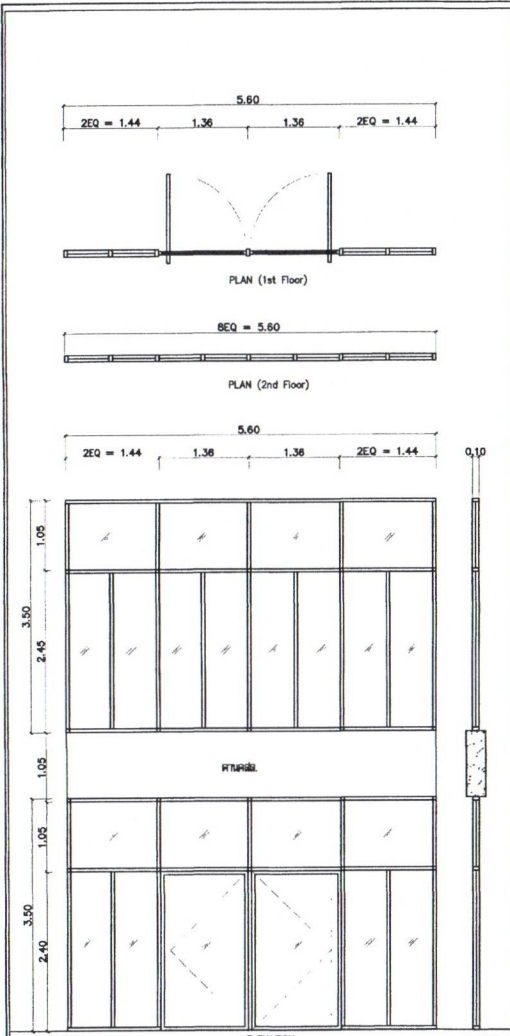 5.60
2EQ = 1.44 1.36 1.36 2EQ = 1.44
PLAN (1st Floor)
8EQ = 5.60
PLAN (2nd Floor)
5.60
2EQ = 1.44 1.36 1.36 2EQ = 1.44 0.10
1.05
3.50
2.45
1.05
1.05
3.50
2.40